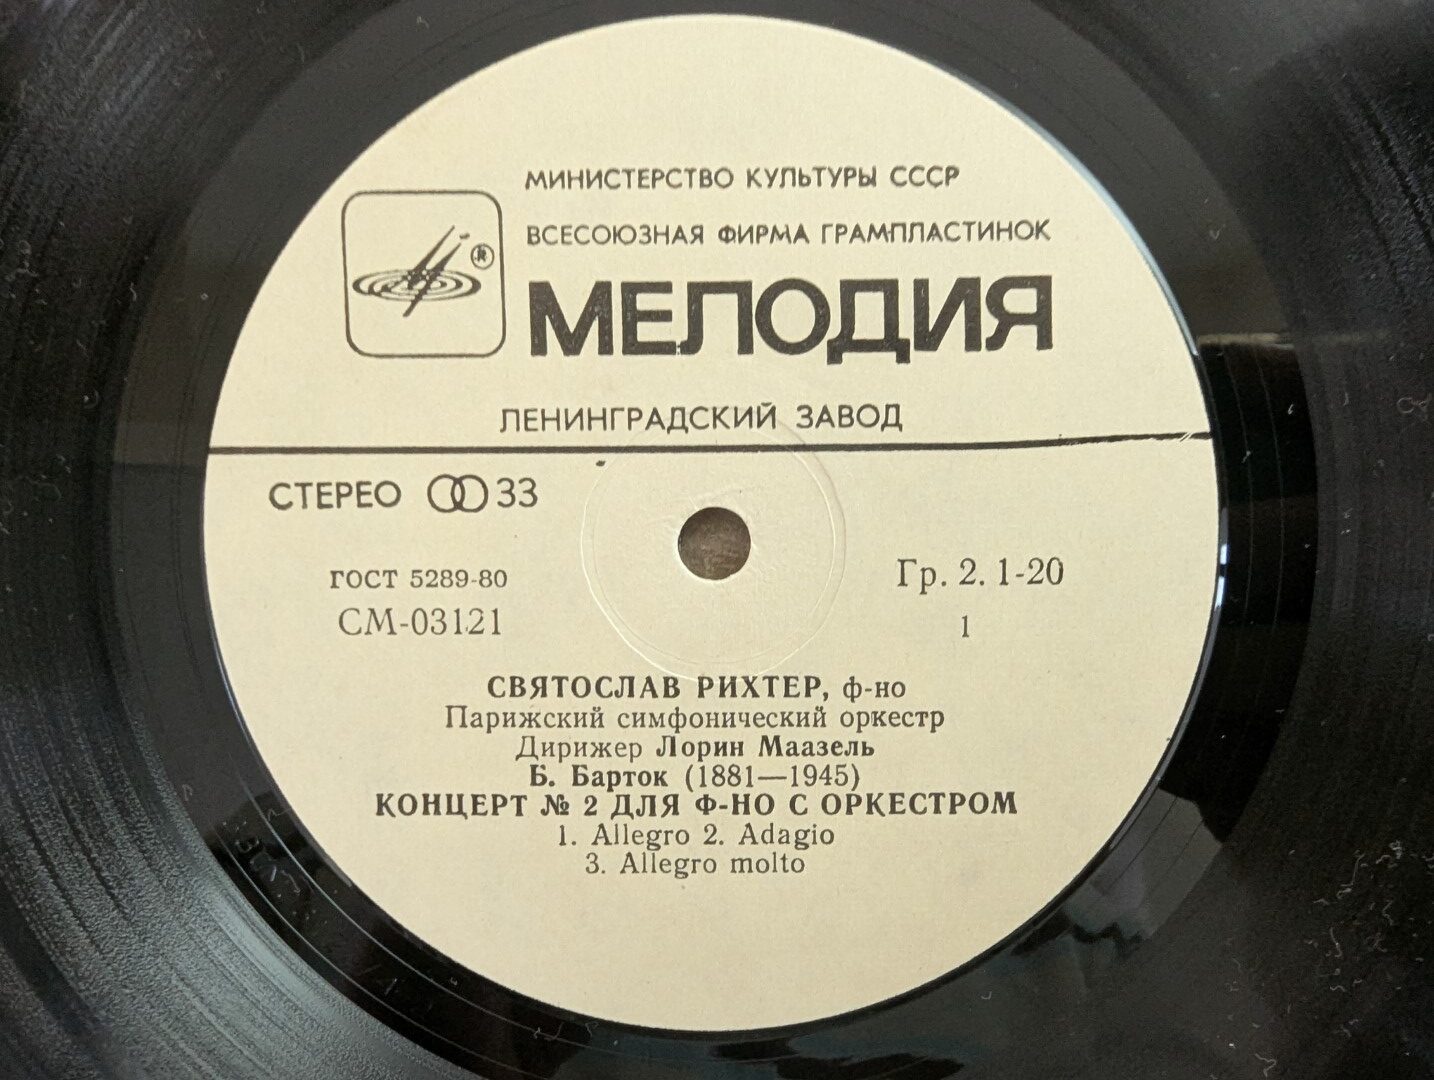 МИНИСТЕРСТВО КУЛЬТУРЫ СССР
ВСЕСОЮЗНАЯ ФИРМА ГРАМПЛАСТИНОК
®
МЕЛОДИЯ
ЛЕНИНГРАДСКИЙ ЗАВОД
СТЕРЕО 33
ГОСТ 5289-80
Гр. 2. 1-20
СМ-03121
1
СВЯТОСЛАВ РИХТЕР, ф-но
Парижский симфонический оркестр
Дирижер Лорин Маазель
Б. Барток (1881—1945)
КОНЦЕРТ № 2 ДЛЯ Ф-НО С ОРКЕСТРОМ
1. Allegro 2. Adagio
3. Allegro molto